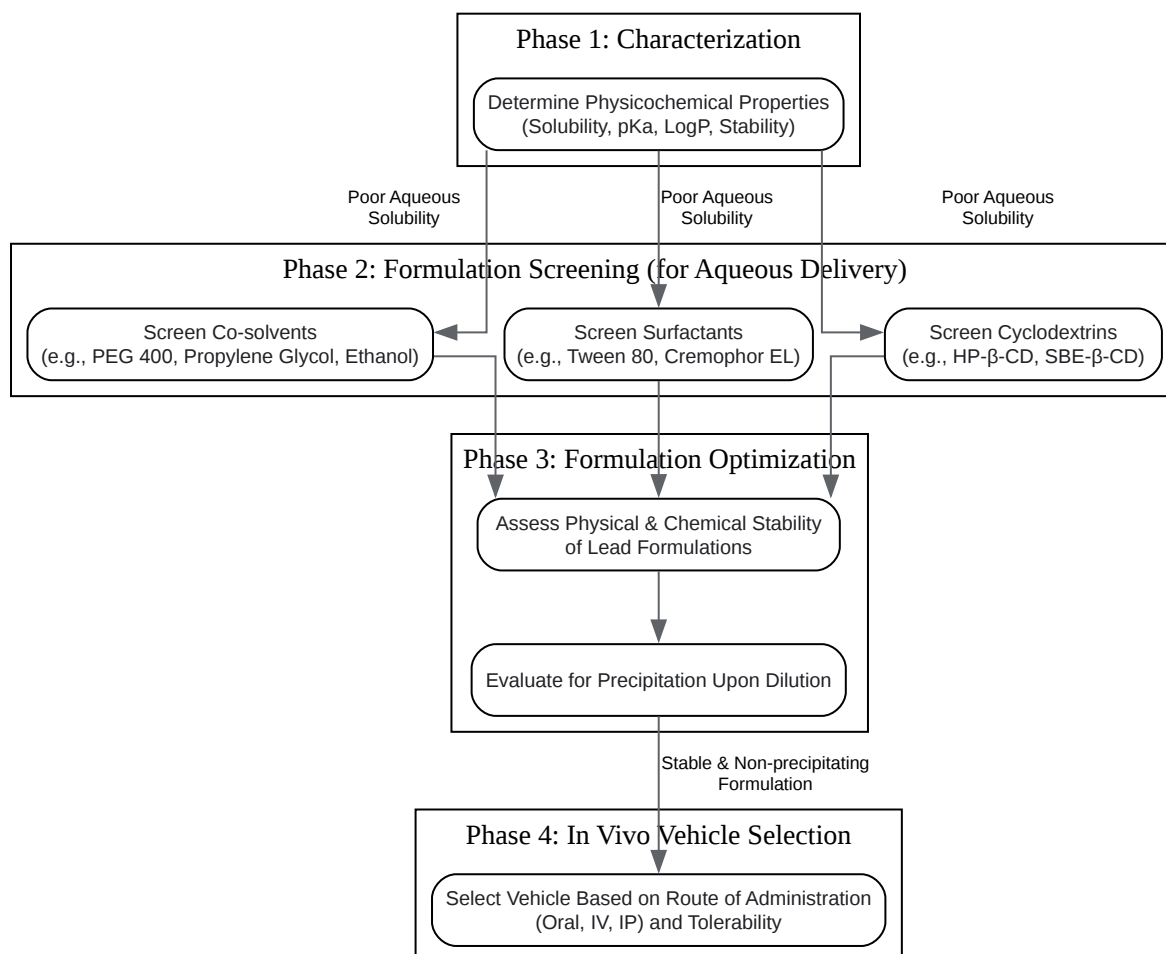 Phase 1: Characterization
Determine Physicochemical Properties
(Solubility, pKa, LogP, Stability)
Poor Aqueous
Solubility
Poor Aqueous
Solubility
Poor Aqueous
Solubility
Phase 2: Formulation Screening (for Aqueous Delivery)
Screen Co-solvents
(e.g., PEG 400, Propylene Glycol, Ethanol)
Screen Surfactants
(e.g., Tween 80, Cremophor EL)
Screen Cyclodextrins
(e.g., HP-β-CD, SBE-β-CD)
Phase 3: Formulation Optimization
Assess Physical & Chemical Stability
of Lead Formulations
Evaluate for Precipitation Upon Dilution
Stable & Non-precipitating
Formulation
Phase 4: In Vivo Vehicle Selection
Select Vehicle Based on Route of Administration
(Oral, IV, IP) and Tolerability